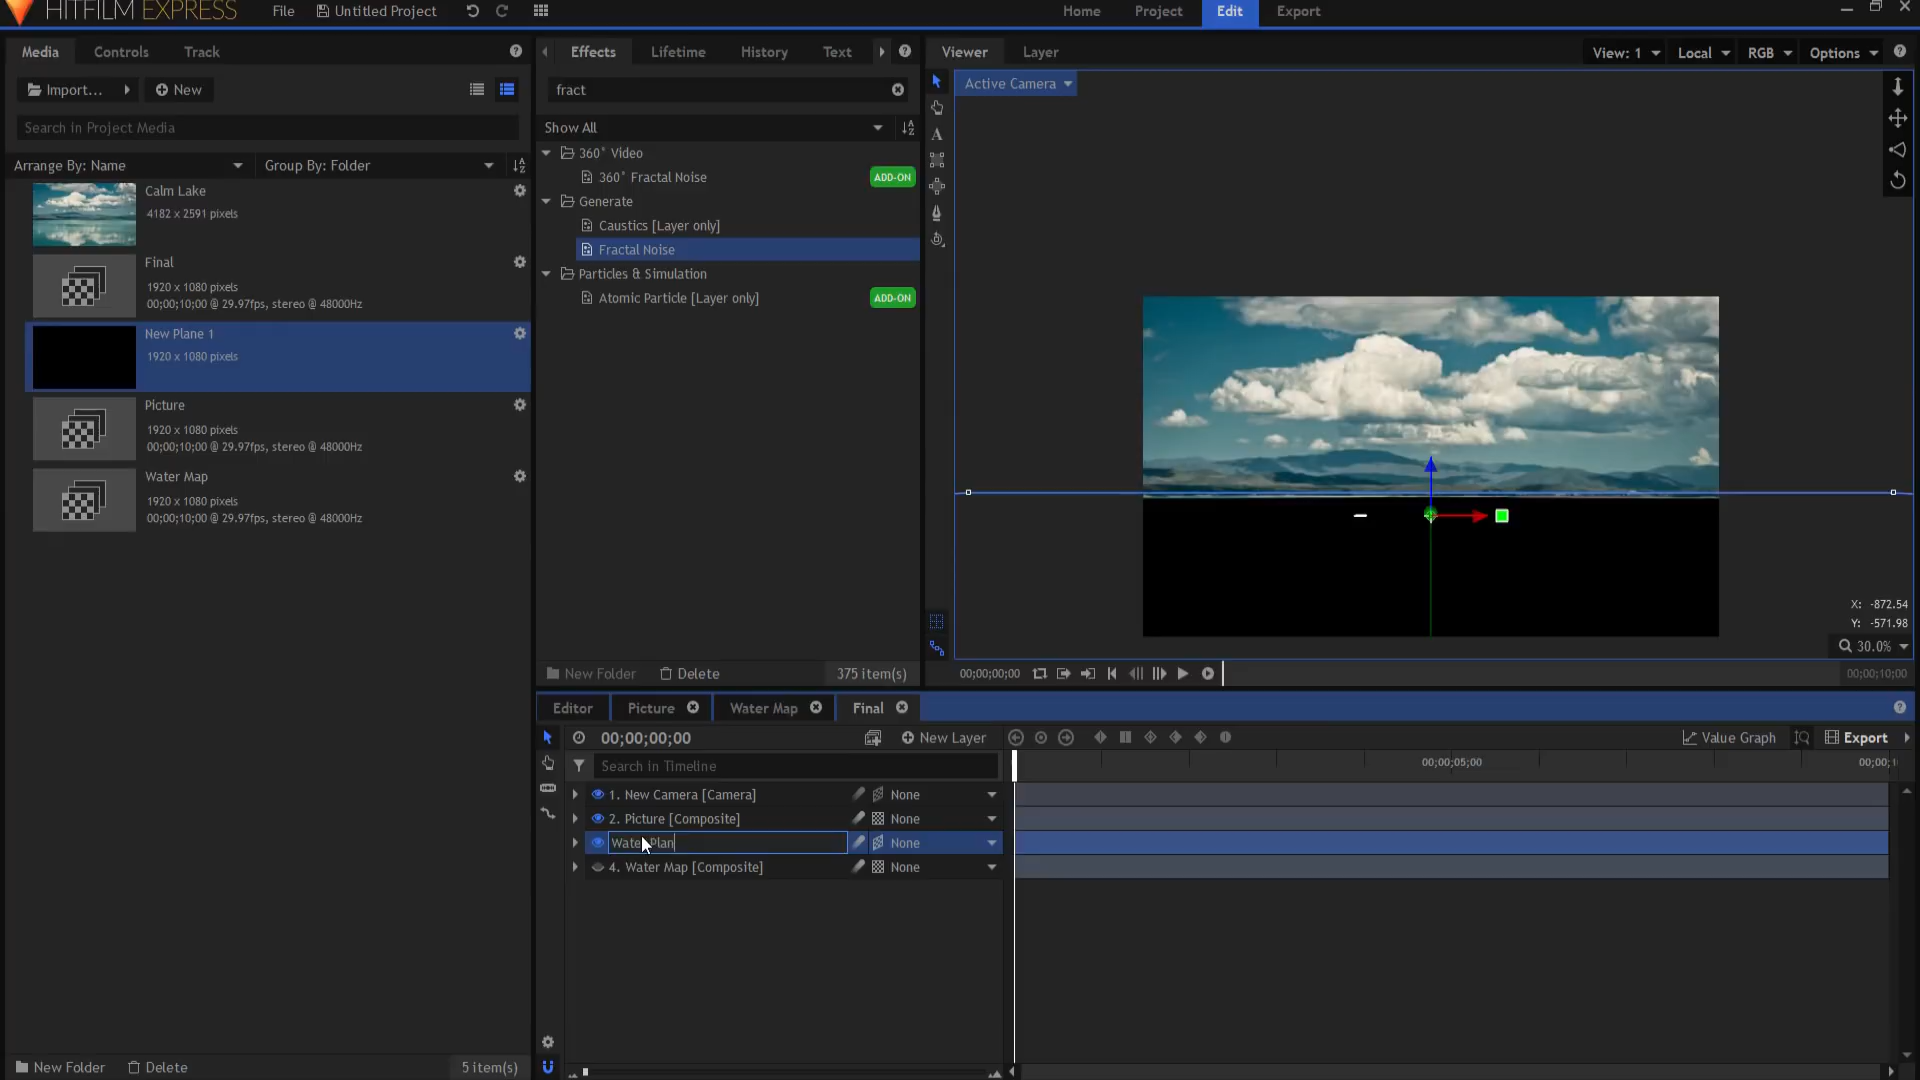 HITFILM EXPRESS
File
Untitled Project
Home
Project
Edit
Export
Media
Controls
Track
Import...
New
Search in Project Media
Arrange By: Name
Group By: Folder
Calm Lake
4182 x 2591 pixels
Final
1920 x 1080 pixels
00;00;10;00 @ 29.97fps, stereo @ 48000Hz
New Plane 1
1920 x 1080 pixels
Picture
1920 x 1080 pixels
00;00;10;00 @ 29.97fps, stereo @ 48000Hz
Water Map
1920 x 1080 pixels
00;00;10;00 @ 29.97fps, stereo @ 48000Hz
New Folder
Delete
5 item(s)
Effects
Lifetime
History
Text
fract
Show All
360° Video
360° Fractal Noise
ADD-ON
Generate
Caustics [Layer only]
Fractal Noise
Particles & Simulation
Atomic Particle [Layer only]
ADD-ON
New Folder
Delete
375 item(s)
Viewer
Layer
View: 1
Local
RGB
Options
Active Camera
X: -872.54
Y: -571.98
30.0%
00;00;00;00
00;00;10;00
Editor
Picture
Water Map
Final
00;00;00;00
New Layer
Value Graph
Export
Search in Timeline
00;00;05;00
00;00;1
1. New Camera [Camera]
None
2. Picture [Composite]
None
Water Plan
None
4. Water Map [Composite]
None